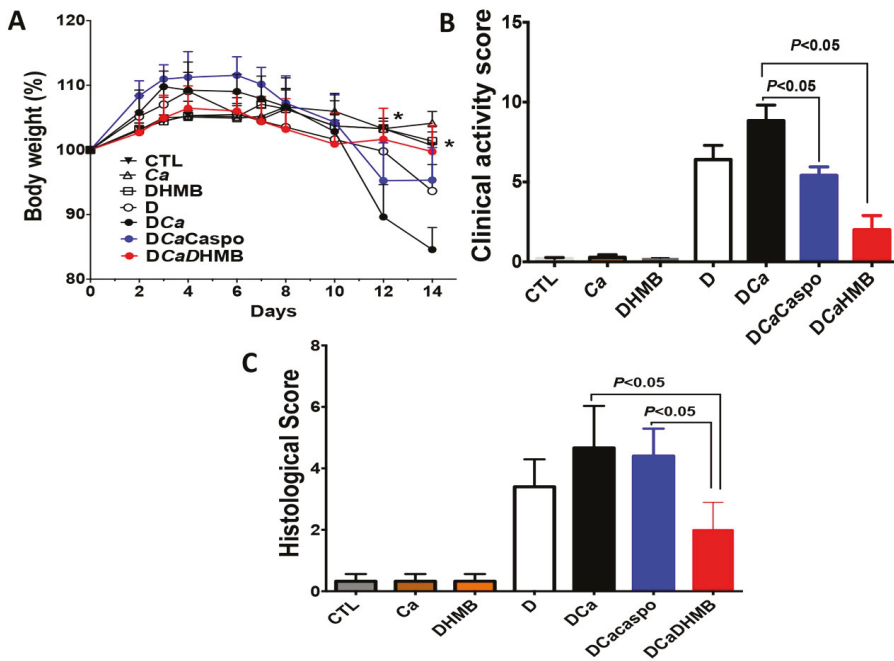 A
Body weight (%)
120
110
100
90
80
*
*
CTL
Ca
DHMB
D
DCa
DCaCaspo
DCaDHMB
0
2
4
6
8
10
12
14
Days
B
Clinical activity score
15
10
5
0
P<0.05
P<0.05
CTL
Ca
DHMB
D
DCa
DCaCaspo
DCaHMB
C
Histological Score
8
6
4
2
0
P<0.05
P<0.05
CTL
Ca
DHMB
D
DCa
DCacaspo
DCaDHMB